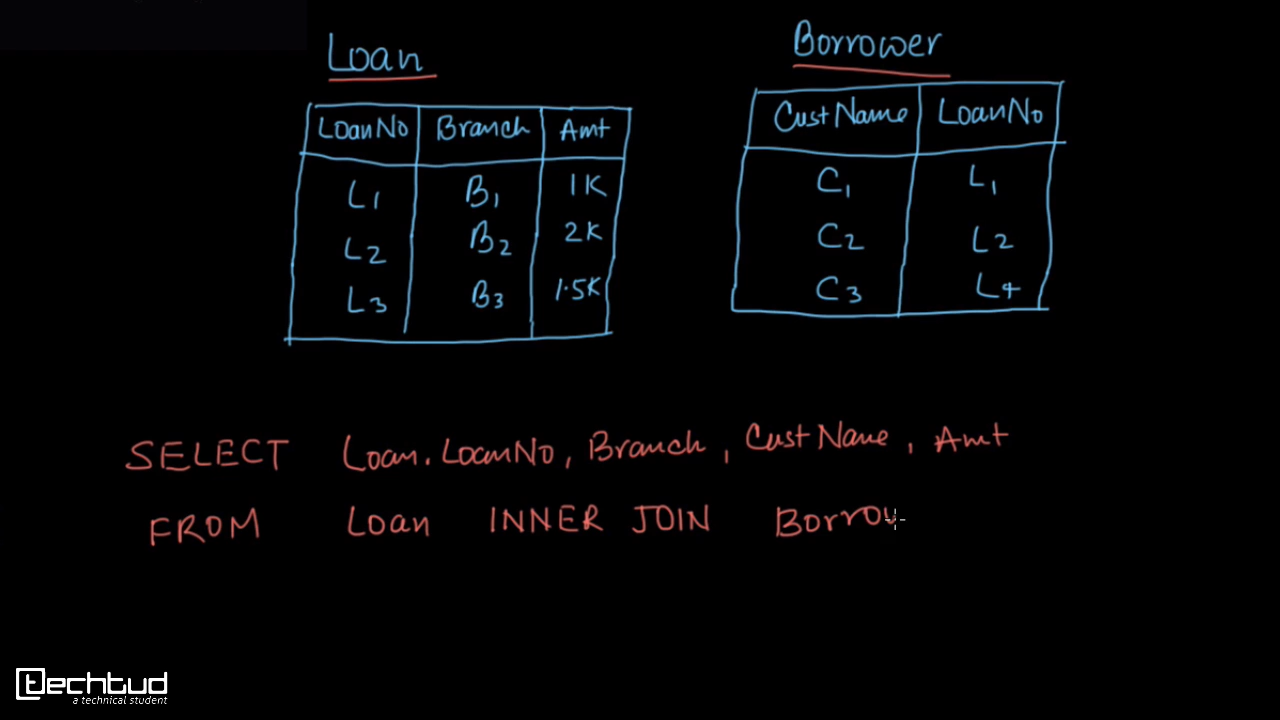 Loan
Borrower
LoanNo Branch Amt
CustName LoanNo
L1 B1 1K
C1 L1
L2 B2 2K
C2 L2
L3 B3 1.5K
C3 L4
SELECT Loan.LoanNo, Branch, CustName, Amt
FROM Loan INNER JOIN Borrow
techtud
a technical student